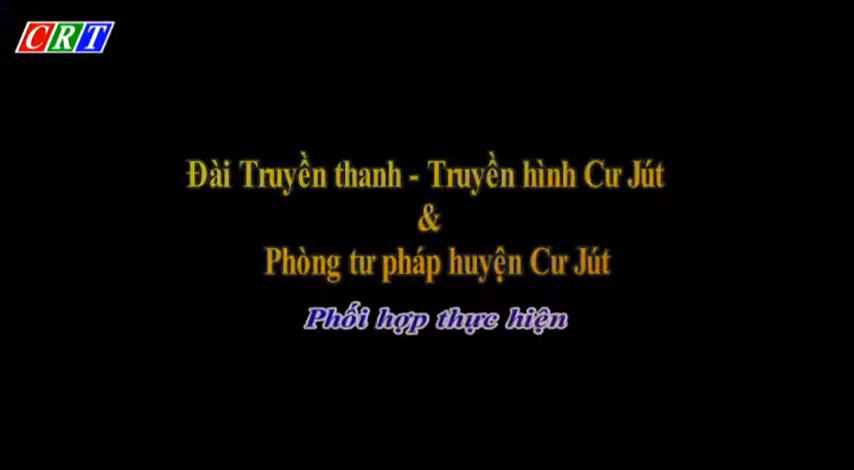 CRT
Đài Truyền thanh - Truyền hình Cư Jút
&
Phòng tư pháp huyện Cư Jút
Phối hợp thực hiện